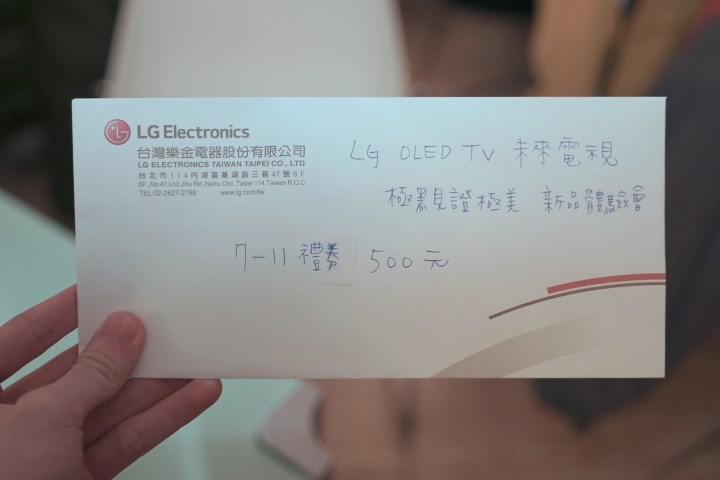 LG Electronics
台灣樂金電器股份有限公司
LG ELECTRONICS TAIWAN TAIPEI CO., LTD
台北市114內湖區基湖路三巷47號6F
6F.,No.47,Ln3,Jihu Rd.,Neihu Dist.,Taipei 114,Taiwan R.O.C
TEL 02-2627-2788 www.lg.com/tw
LG OLED TV 未來電視
極黑見證極美 新品體驗會
7-11 禮券 500元